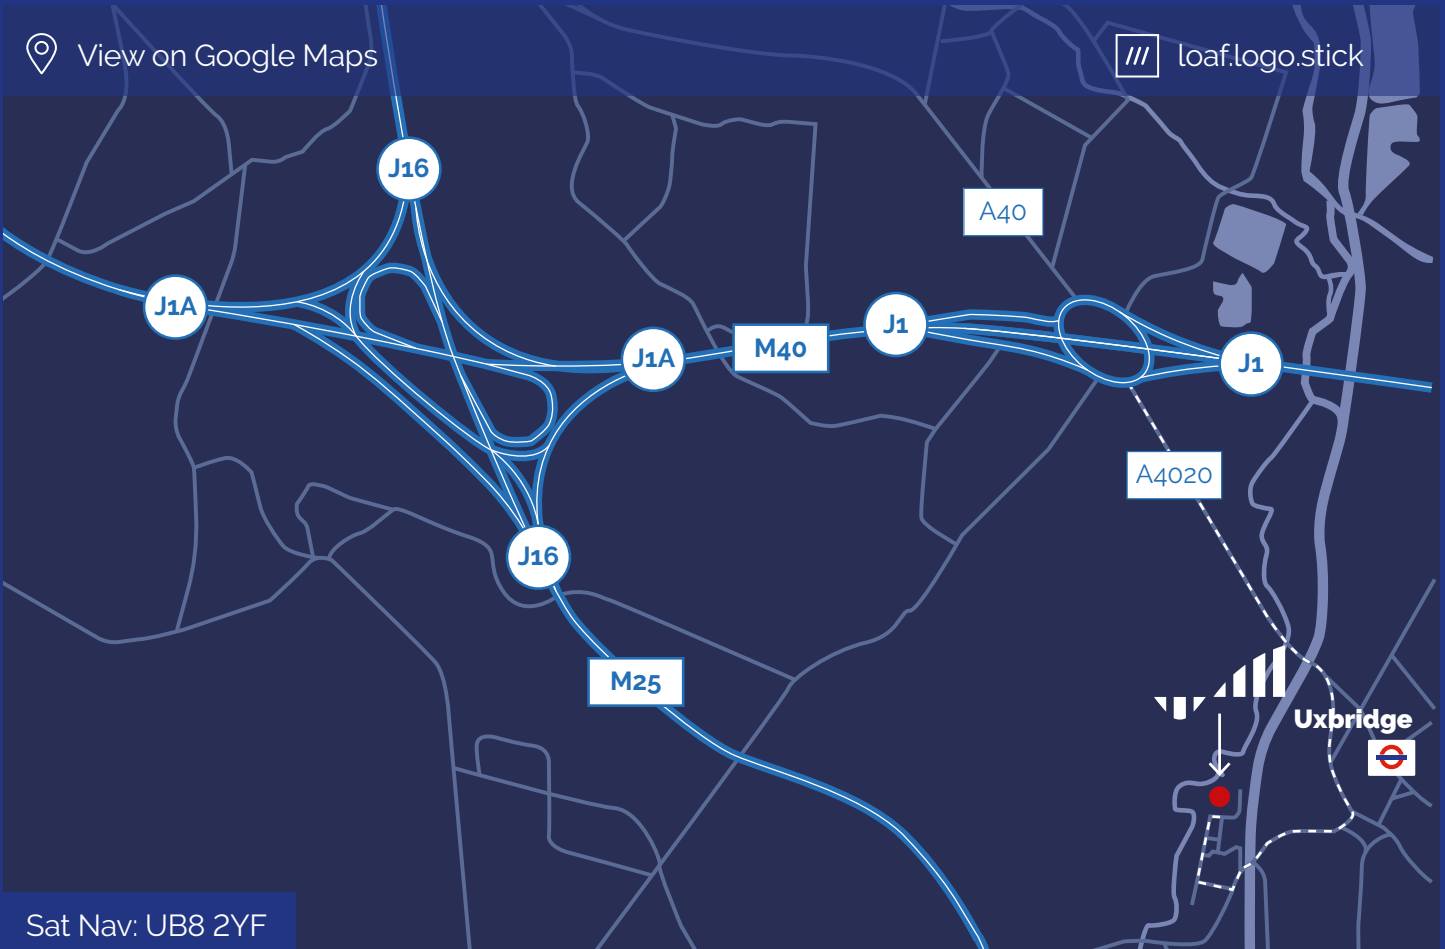 View on Google Maps
loaf.logo.stick
J16
A40
J1A
J1
M40
J1A
J1
A4020
J16
M25
Uxbridge
Sat Nav: UB8 2YF